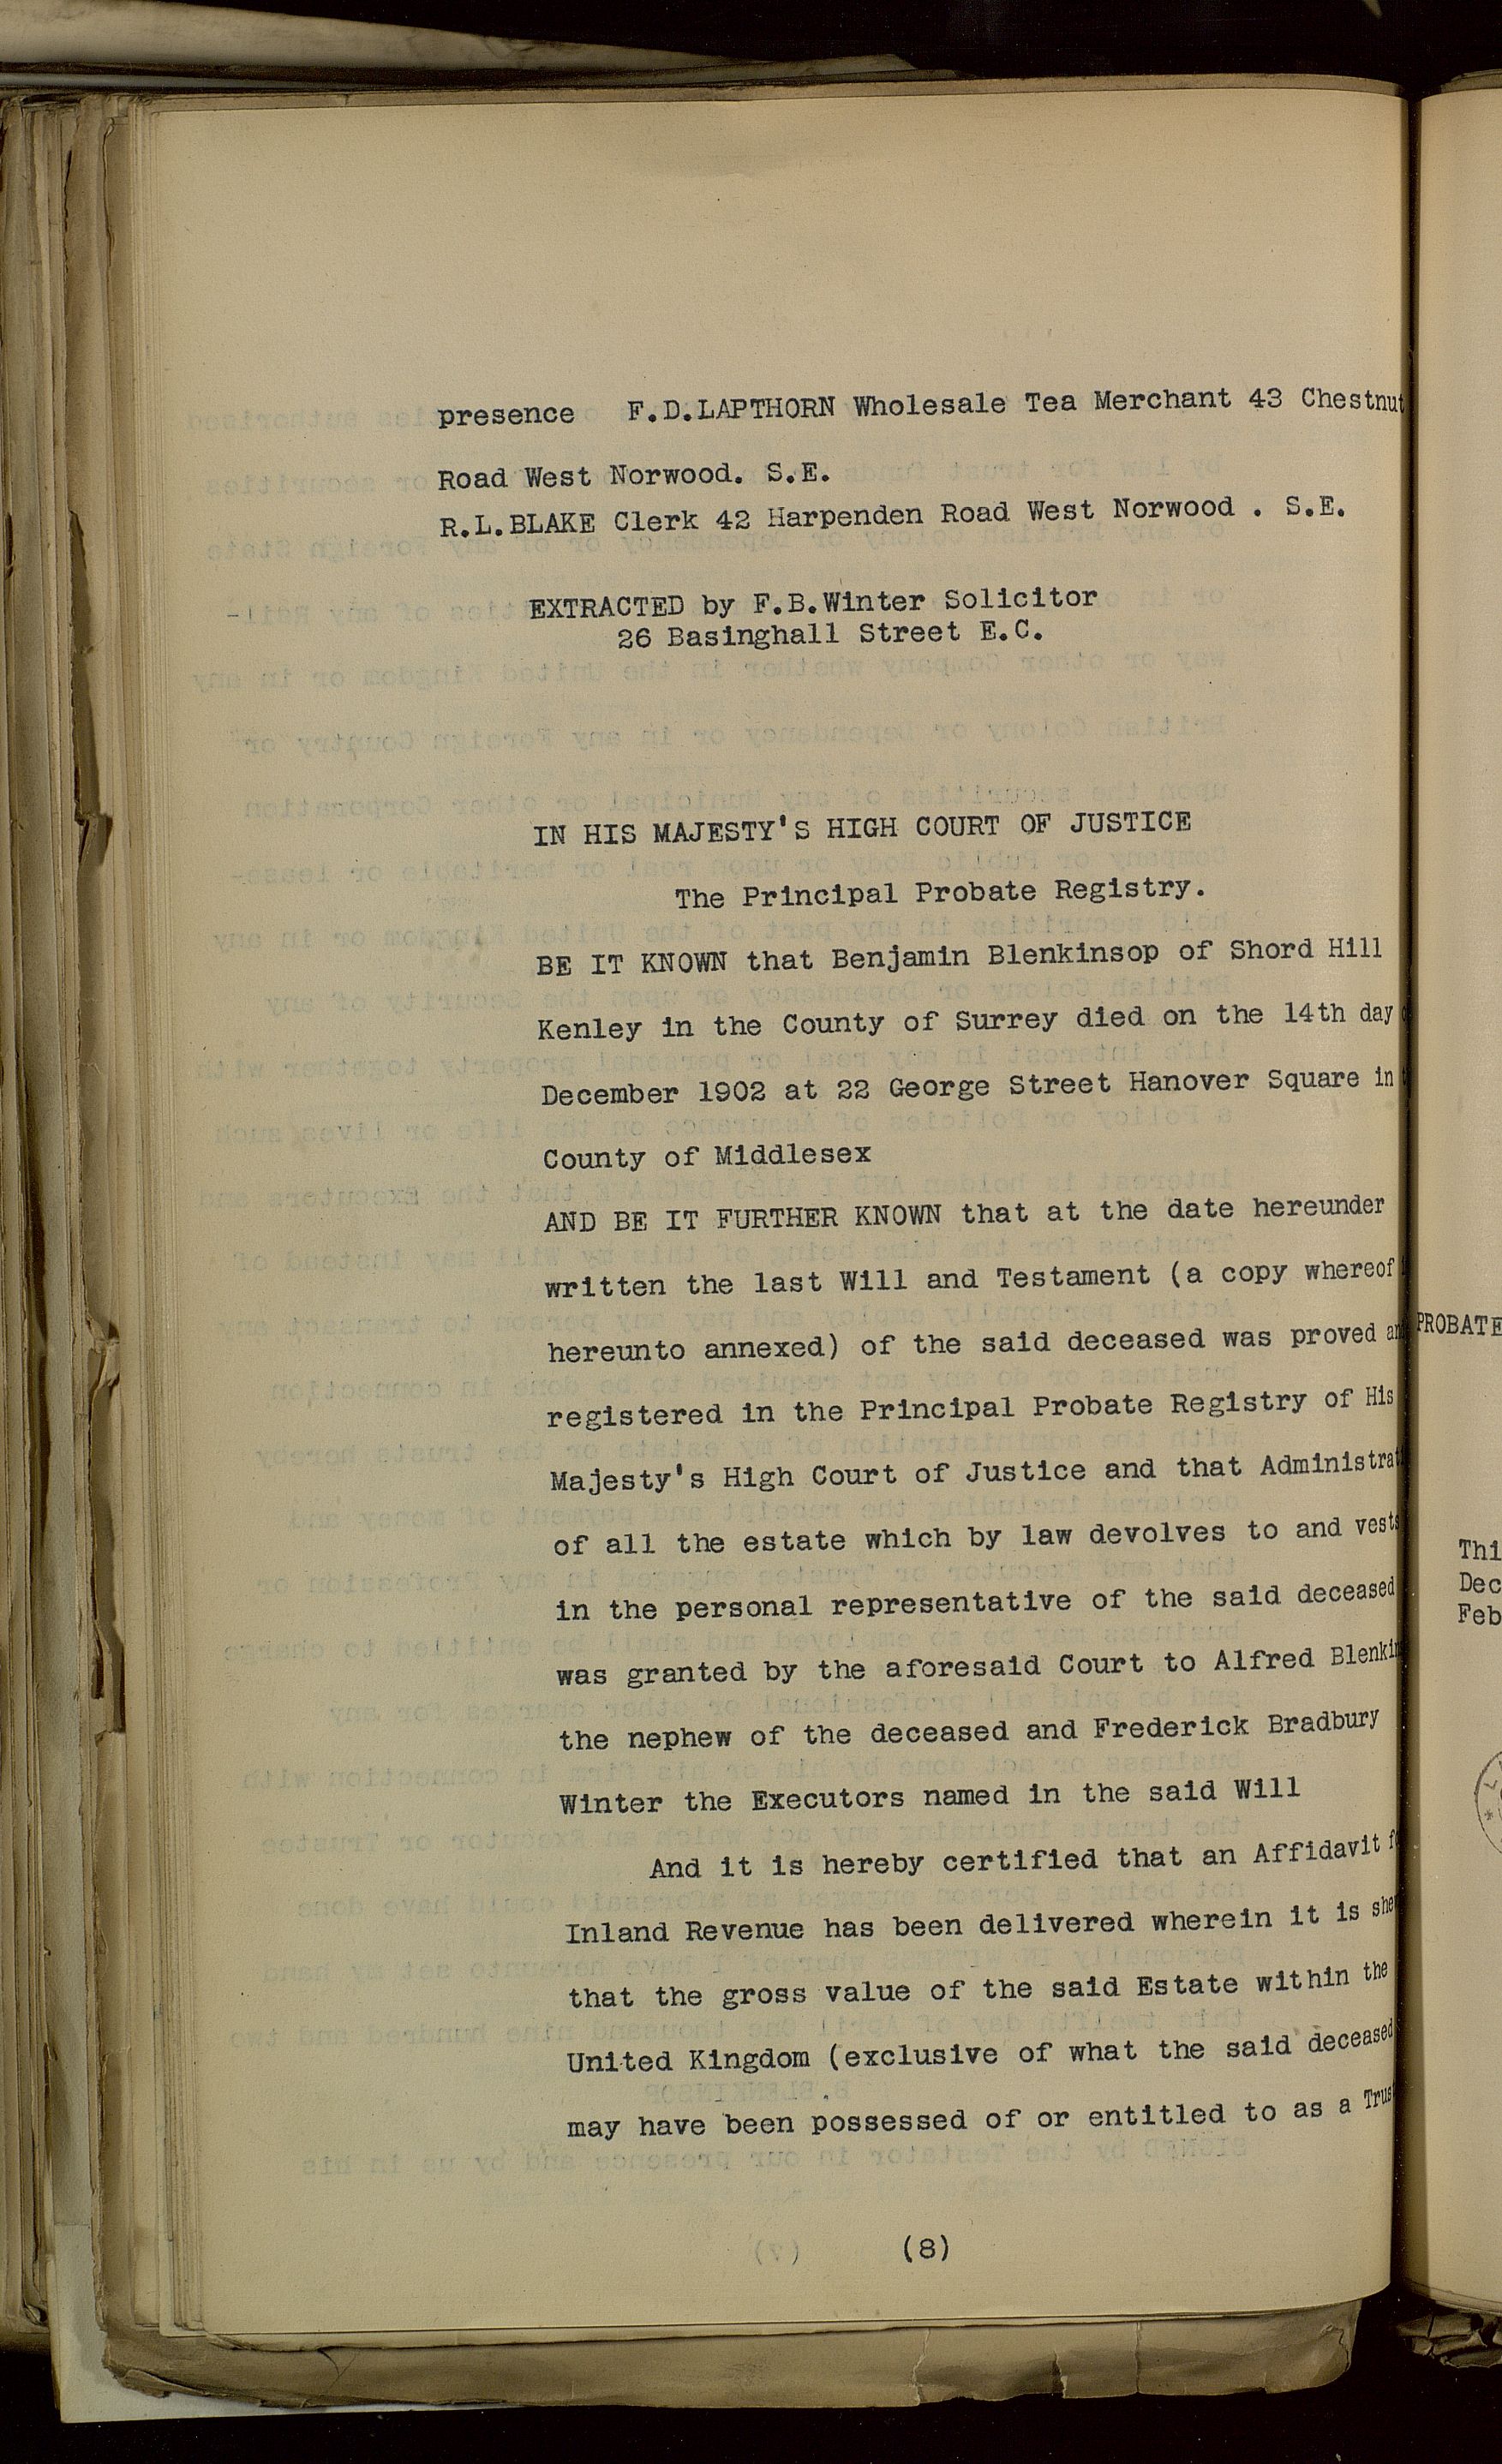 presence F.D.LAPTHORN Wholesale Tea Merchant 43 Chestnut
Road West Norwood. S.E.
R.L.BLAKE Clerk 42 Harpenden Road West Norwood . S.E.
EXTRACTED by F.B.Winter Solicitor
26 Basinghall Street E.C.
IN HIS MAJESTY'S HIGH COURT OF JUSTICE
The Principal Probate Registry.
BE IT KNOWN that Benjamin Blenkinsop of Shord Hill
Kenley in the County of Surrey died on the 14th day
December 1902 at 22 George Street Hanover Square in
County of Middlesex
AND BE IT FURTHER KNOWN that at the date hereunder
written the last Will and Testament (a copy whereof
hereunto annexed) of the said deceased was proved
registered in the Principal Probate Registry of His
Majesty's High Court of Justice and that Administrat
of all the estate which by law devolves to and vests
in the personal representative of the said deceased
was granted by the aforesaid Court to Alfred Blenkin
the nephew of the deceased and Frederick Bradbury
Winter the Executors named in the said Will
And it is hereby certified that an Affidavit
Inland Revenue has been delivered wherein it is
that the gross value of the said Estate within the
United Kingdom (exclusive of what the said deceased
may have been possessed of or entitled to as a Trus
(8)
PROBATE
Thi
Dec
Feb